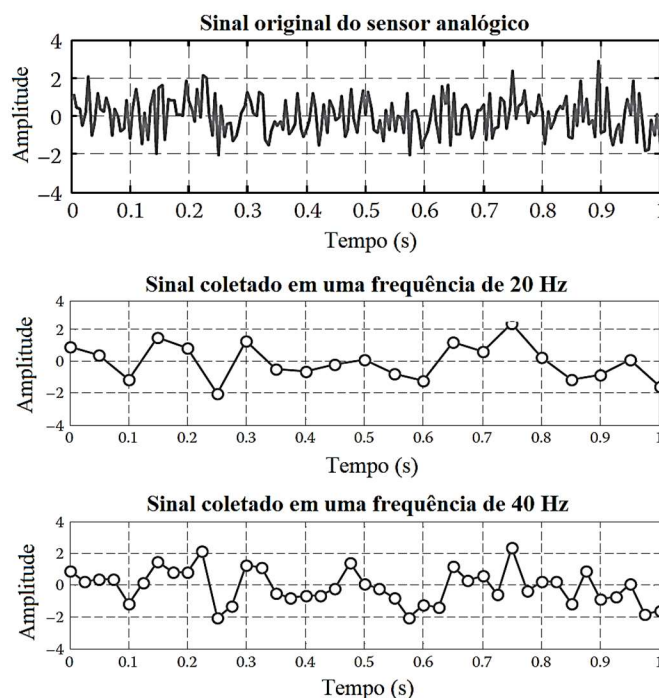 Sinal original do sensor analógico
4
2
0
-2
-4
Amplitude
0 0.1 0.2 0.3 0.4 0.5 0.6 0.7 0.8 0.9 1
Tempo (s)
Sinal coletado em uma frequência de 20 Hz
4
2
0
-2
-4
Amplitude
0 0.1 0.2 0.3 0.4 0.5 0.6 0.7 0.8 0.9 1
Tempo (s)
Sinal coletado em uma frequência de 40 Hz
4
2
0
-2
-4
Amplitude
0 0.1 0.2 0.3 0.4 0.5 0.6 0.7 0.8 0.9 1
Tempo (s)